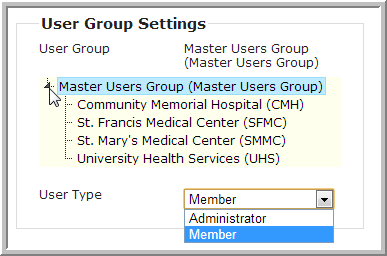 User Group Settings
User Group Master Users Group
(Master Users Group)
Master Users Group (Master Users Group)
Community Memorial Hospital (CMH)
St. Francis Medical Center (SFMC)
St. Mary's Medical Center (SMMC)
University Health Services (UHS)
User Type Member
Administrator
Member